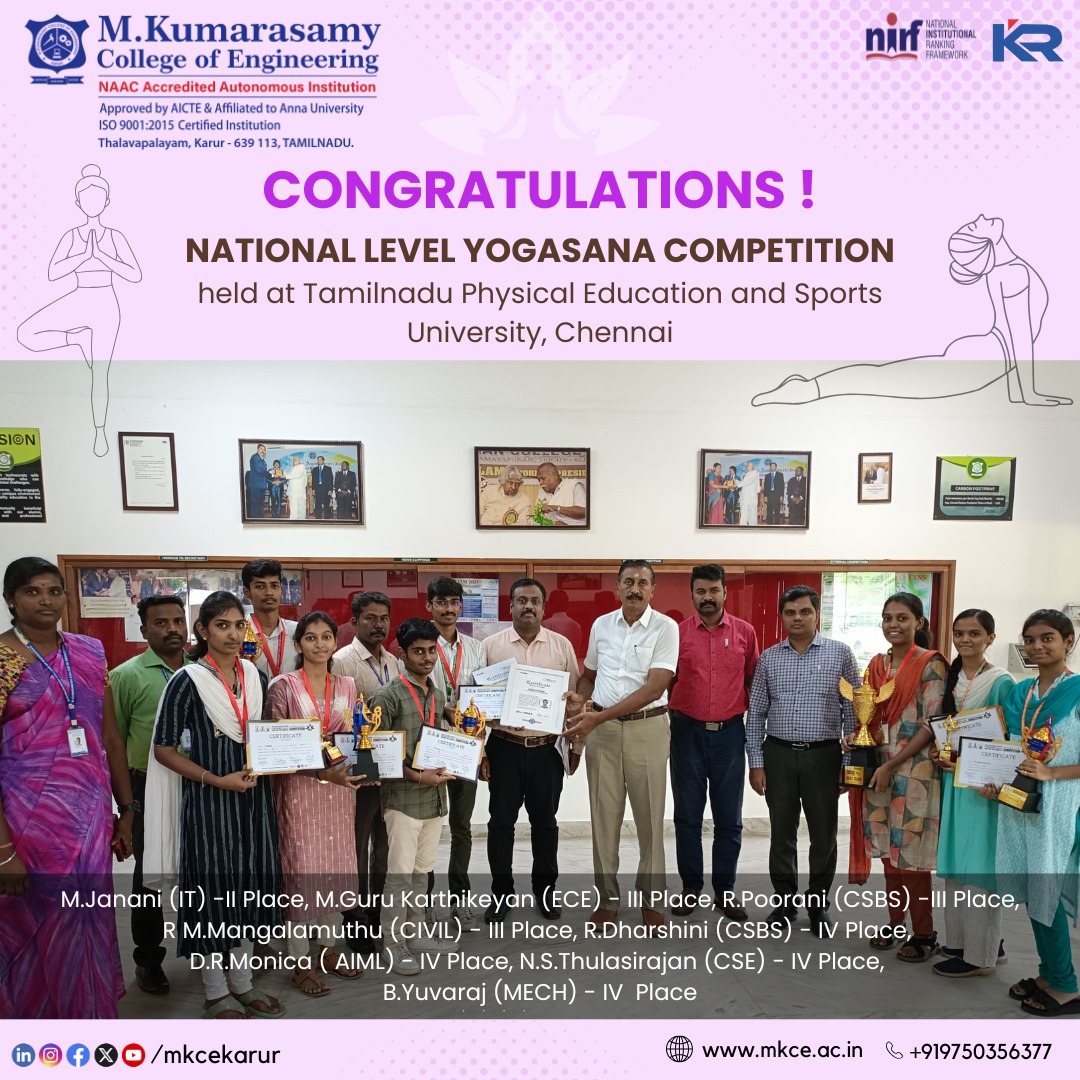 M.Kumarasamy
College of Engineering
NAAC Accredited Autonomous Institution
Approved by AICTE & Affiliated to Anna University
ISO 9001:2015 Certified Institution
Thalavapalayam, Karur - 639 113, TAMILNADU.
nirf
NATIONAL
INSTITUTIONAL
RANKING
FRAMEWORK
KR
CONGRATULATIONS !
NATIONAL LEVEL YOGASANA COMPETITION
held at Tamilnadu Physical Education and Sports
University, Chennai
SION
CARBON FOOTPRINT
CERTIFICATE
CERTIFICATE
Certificate
CERTIFICATE
M.Janani (IT) -II Place, M.Guru Karthikeyan (ECE) - III Place, R.Poorani (CSBS) -III Place,
R M.Mangalamuthu (CIVIL) - III Place, R.Dharshini (CSBS) - IV Place,
D.R.Monica ( AIML) - IV Place, N.S.Thulasirajan (CSE) - IV Place,
B.Yuvaraj (MECH) - IV Place
/mkcekarur
www.mkce.ac.in
+919750356377